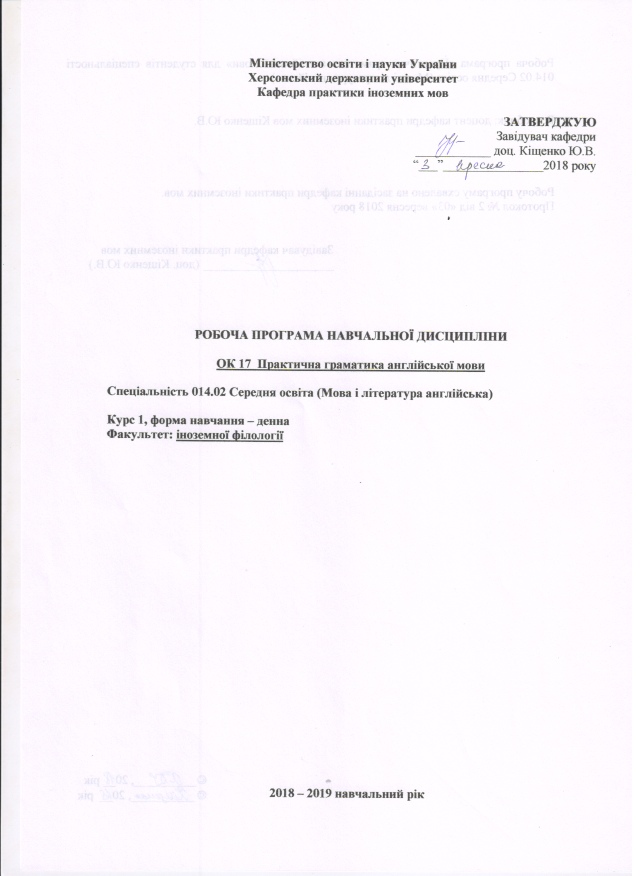 Міністерство освіти і науки України
Херсонський державний університет
Кафедра практики іноземних мов
ЗАТВЕРДЖУЮ
Завідувач кафедри
доц. Кіщенко Ю.В.
“ 3 ” вересня 2018 року
РОБОЧА ПРОГРАМА НАВЧАЛЬНОЇ ДИСЦИПЛІНИ
ОК 17 Практична граматика англійської мови
Спеціальність 014.02 Середня освіта (Мова і література англійська)
Курс 1, форма навчання – денна
Факультет: іноземної філології
2018 – 2019 навчальний рік